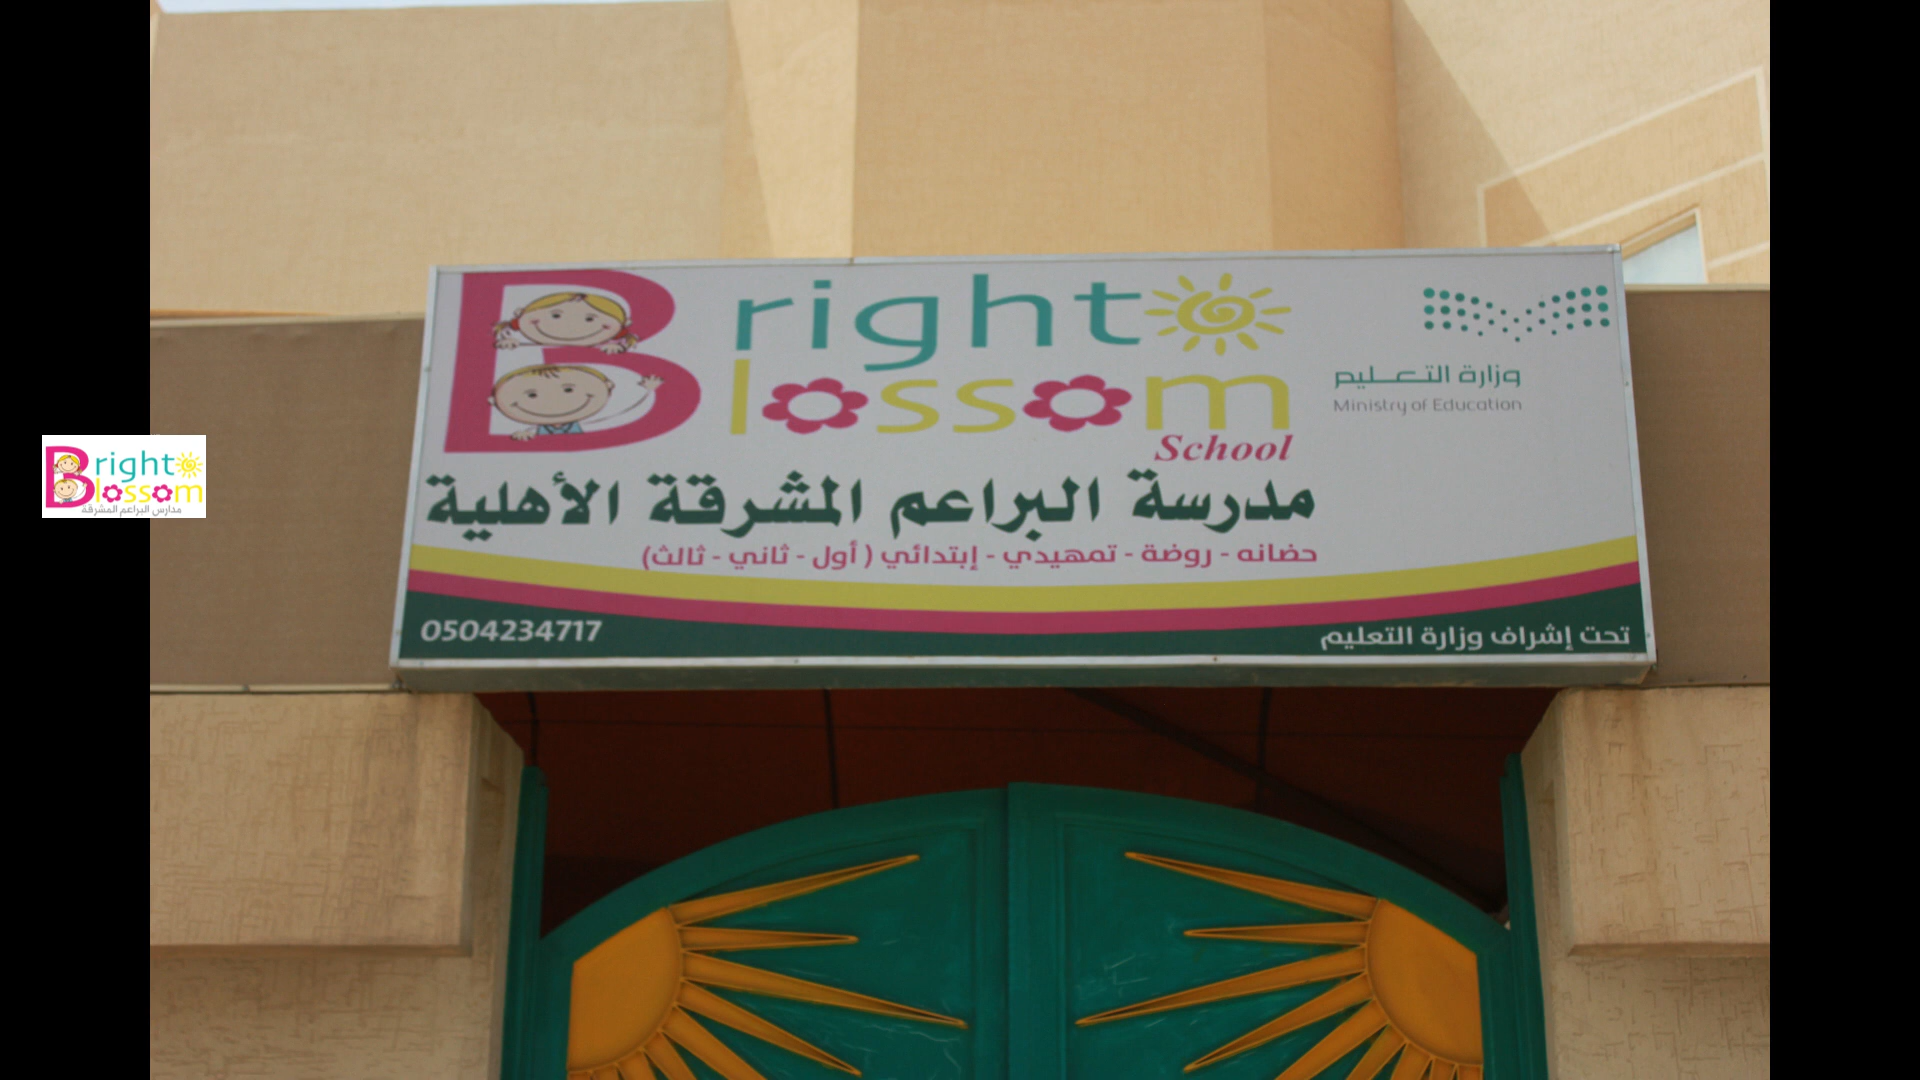 Bright
Blossom
School
وزارة التعليم
Ministry of Education
مدرسة البراعم المشرقة الأهلية
حضانه - روضة - تمهيدي - إبتدائي ( أول - ثاني - ثالث)
0504234717
تحت إشراف وزارة التعليم
Bright
Blossom
مدارس البراعم المشرقة